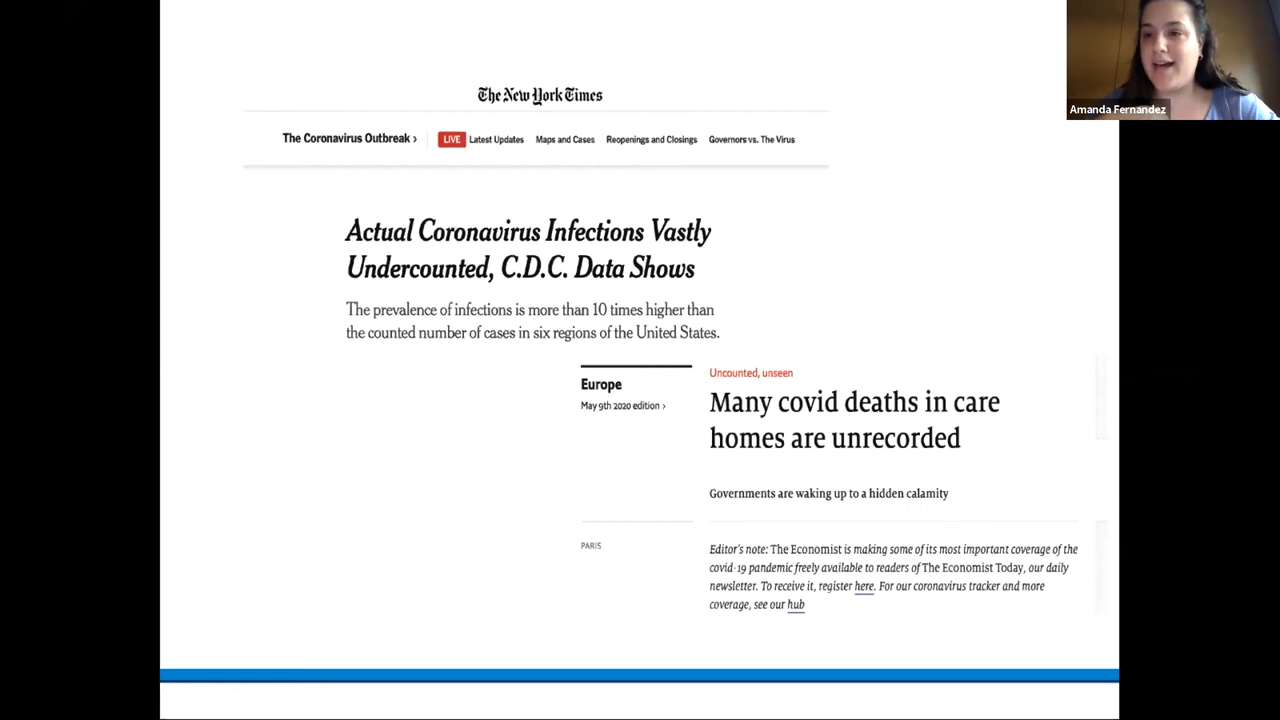 The New York Times
The Coronavirus Outbreak ›
LIVE Latest Updates Maps and Cases Reopenings and Closings Governors vs. The Virus
Actual Coronavirus Infections Vastly
Undercounted, C.D.C. Data Shows
The prevalence of infections is more than 10 times higher than
the counted number of cases in six regions of the United States.
Europe
May 9th 2020 edition ›
Uncounted, unseen
Many covid deaths in care
homes are unrecorded
Governments are waking up to a hidden calamity
PARIS
Editor's note: The Economist is making some of its most important coverage of the
covid-19 pandemic freely available to readers of The Economist Today, our daily
newsletter. To receive it, register here. For our coronavirus tracker and more
coverage, see our hub
Amanda Fernandez